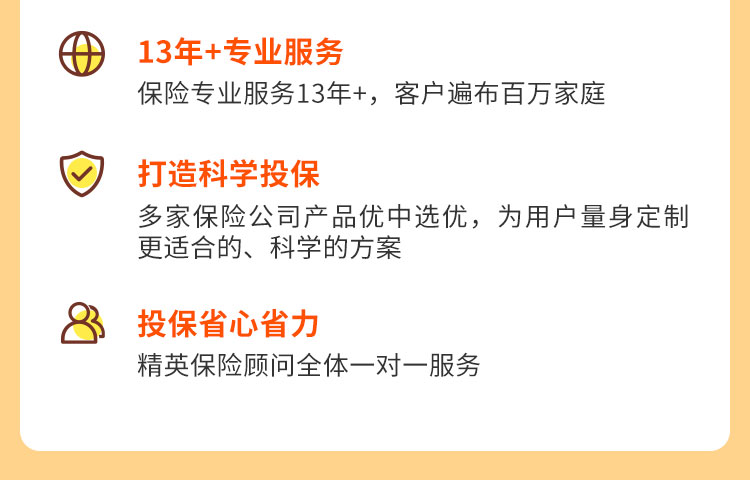 13年+专业服务
保险专业服务13年+，客户遍布百万家庭
打造科学投保
多家保险公司产品优中选优，为用户量身定制
更适合的、科学的方案
投保省心省力
精英保险顾问全体一对一服务